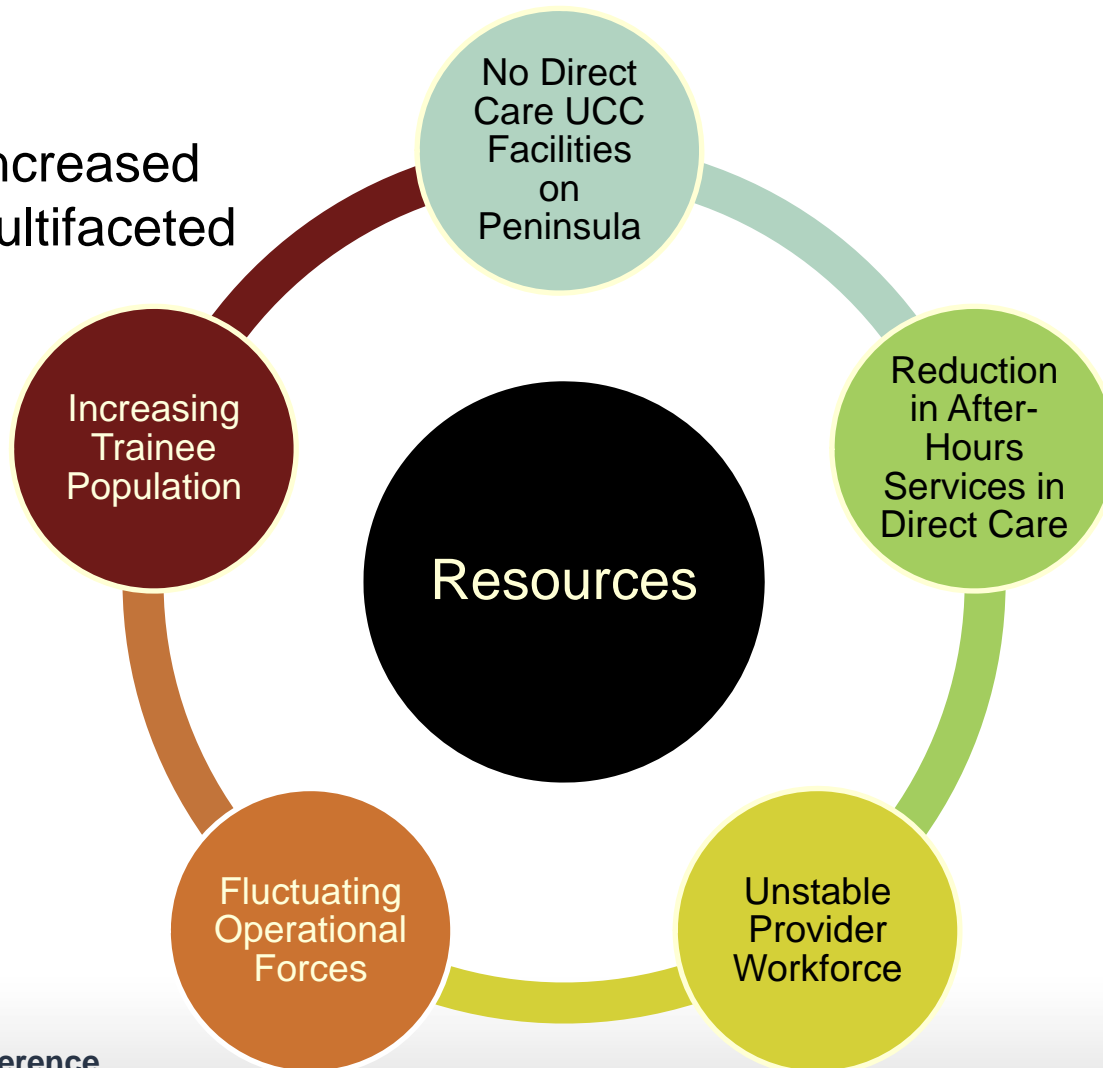 ncreased
ultifaceted
No Direct
Care UCC
Facilities
on
Peninsula
Reduction
in After-
Hours
Services in
Direct Care
Unstable
Provider
Workforce
Fluctuating
Operational
Forces
Increasing
Trainee
Population
Resources
erence